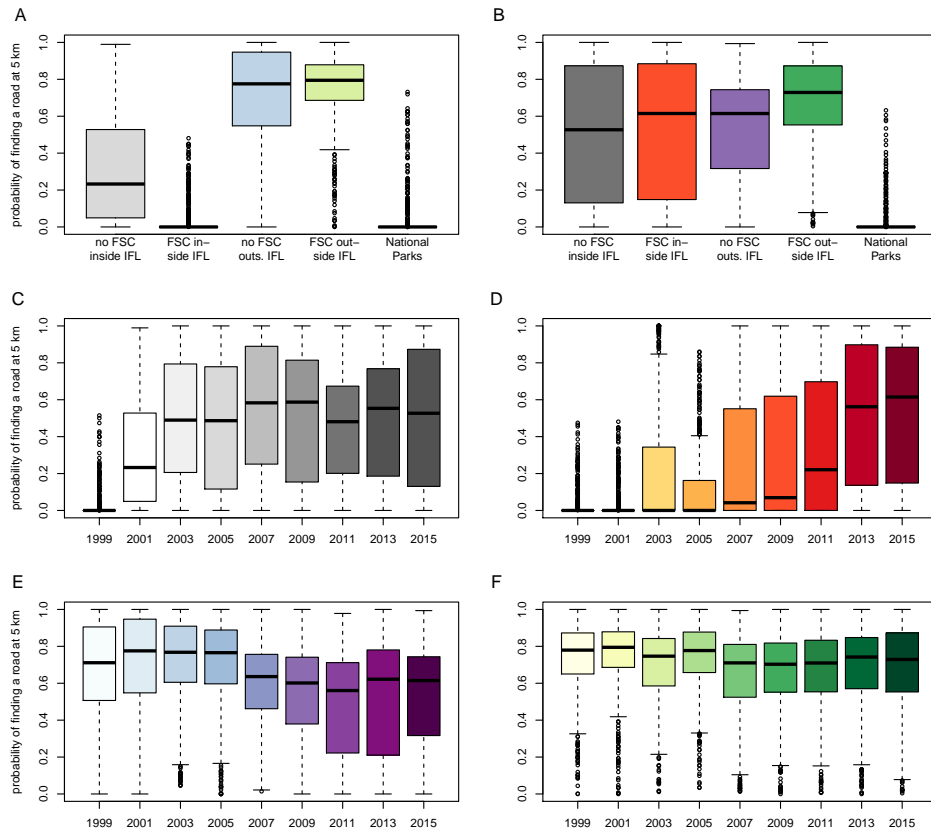 A
B
probability of finding a road at 5 km
0.0 0.2 0.4 0.6 0.8 1.0
no FSC inside IFL
FSC in– side IFL
no FSC outs. IFL
FSC out– side IFL
National Parks
0.0 0.2 0.4 0.6 0.8 1.0
no FSC inside IFL
FSC in– side IFL
no FSC outs. IFL
FSC out– side IFL
National Parks
C
D
probability of finding a road at 5 km
0.0 0.2 0.4 0.6 0.8 1.0
1999 2001 2003 2005 2007 2009 2011 2013 2015
0.0 0.2 0.4 0.6 0.8 1.0
1999 2001 2003 2005 2007 2009 2011 2013 2015
E
F
probability of finding a road at 5 km
0.0 0.2 0.4 0.6 0.8 1.0
1999 2001 2003 2005 2007 2009 2011 2013 2015
0.0 0.2 0.4 0.6 0.8 1.0
1999 2001 2003 2005 2007 2009 2011 2013 2015